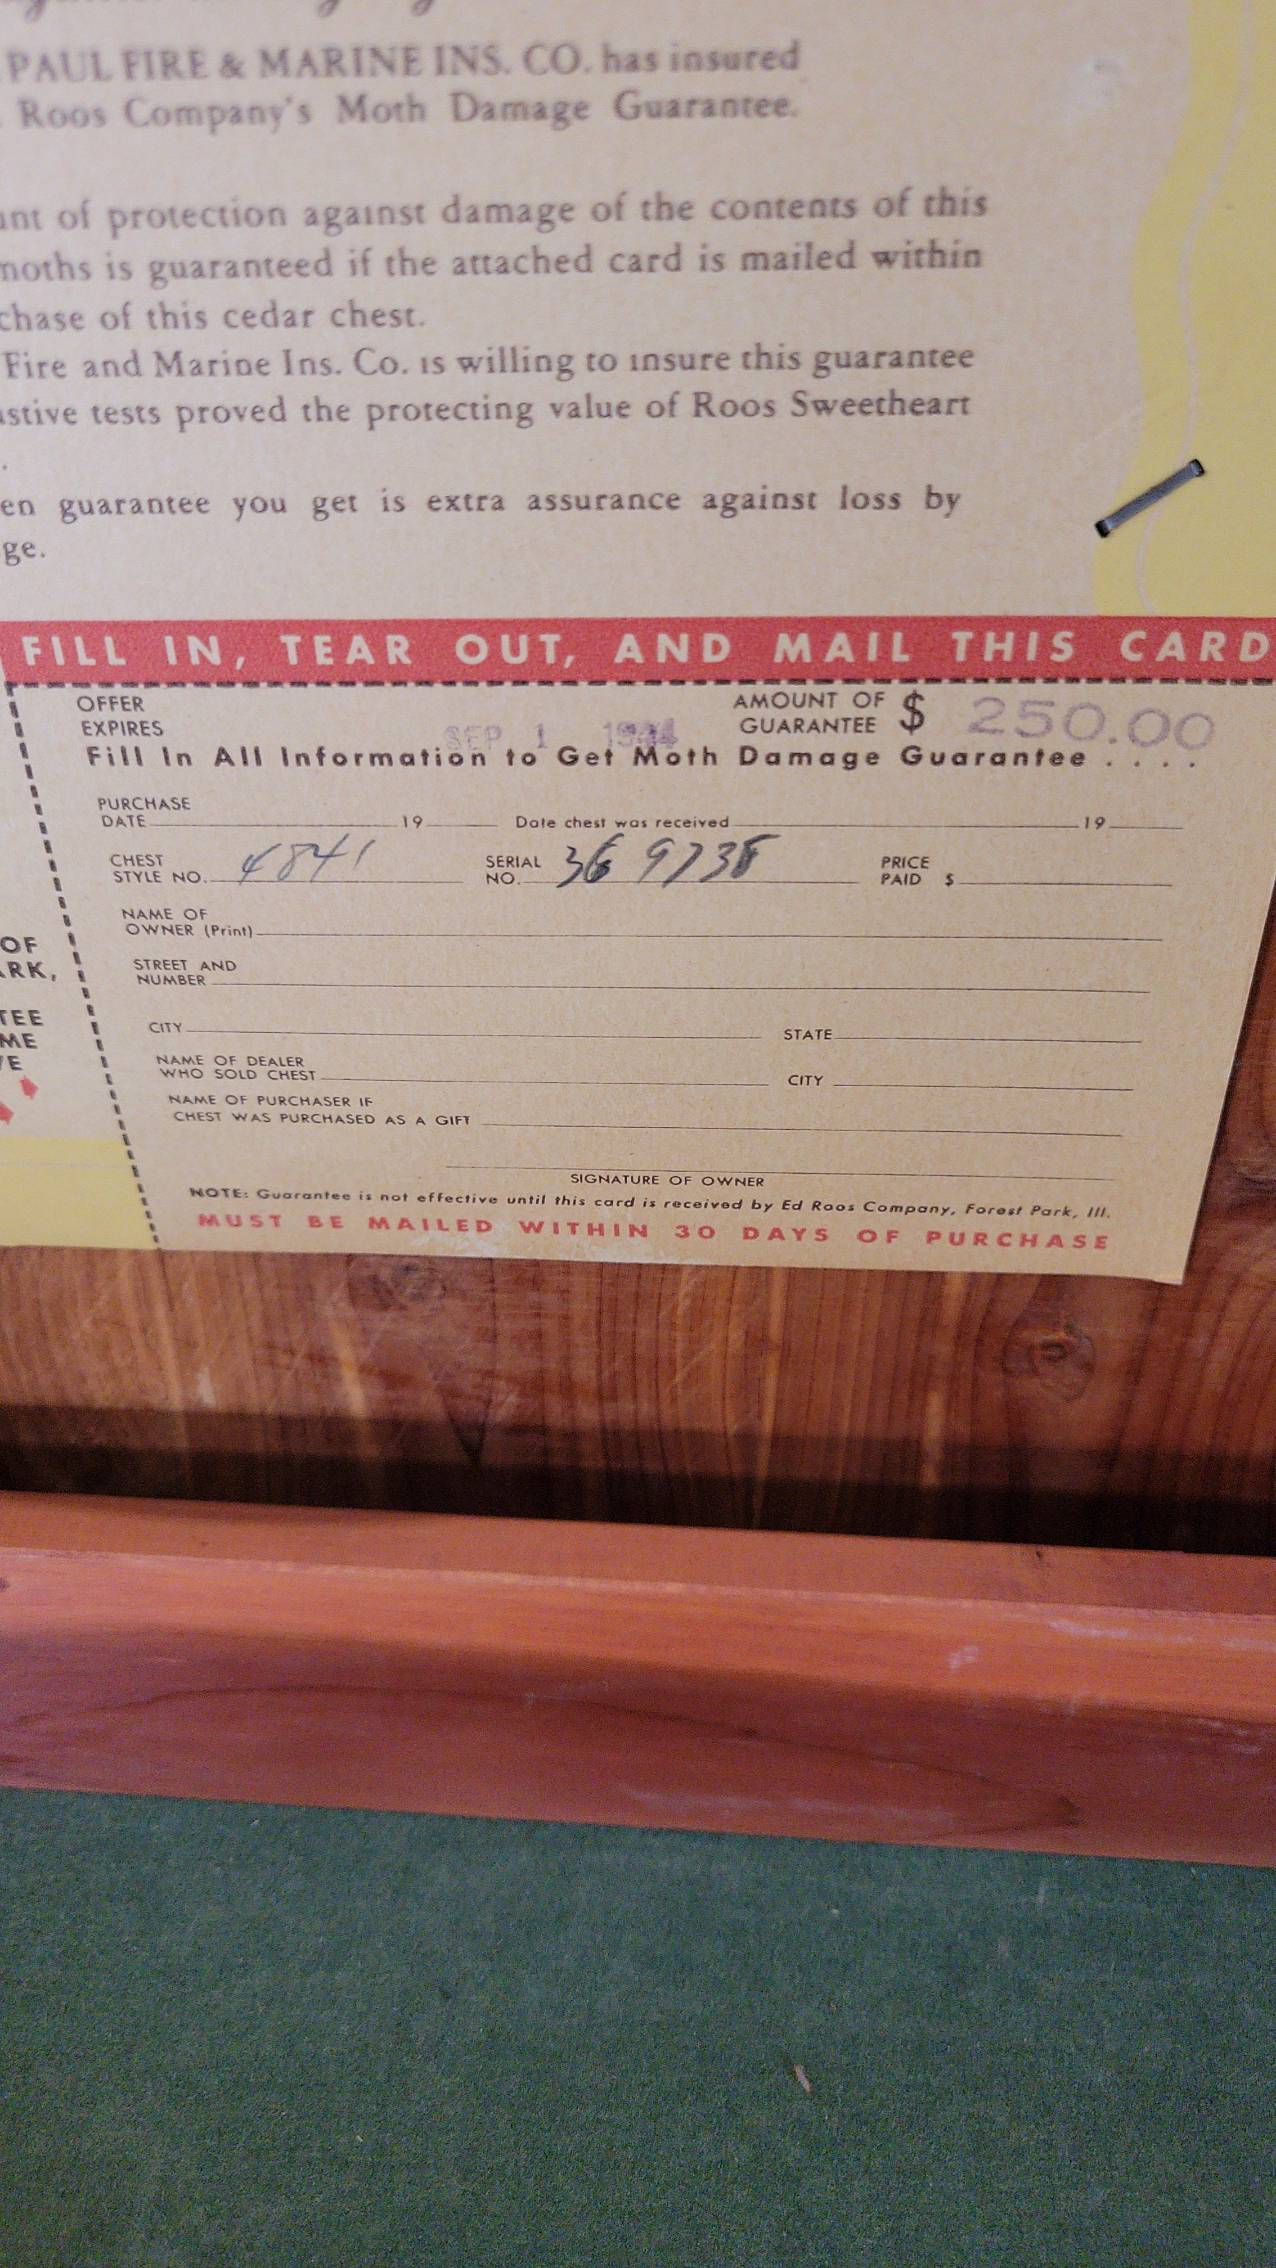 PAUL FIRE & MARINE INS. CO. has insured
Roos Company's Moth Damage Guarantee.
unt of protection against damage of the contents of this
moths is guaranteed if the attached card is mailed within
chase of this cedar chest.
Fire and Marine Ins. Co. is willing to insure this guarantee
ustive tests proved the protecting value of Roos Sweetheart
.
en guarantee you get is extra assurance against loss by
ge.
FILL IN, TEAR OUT, AND MAIL THIS CARD
OFFER EXPIRES SEP 1 1944 AMOUNT OF GUARANTEE $ 250.00
Fill In All Information to Get Moth Damage Guarantee . . . .
PURCHASE DATE 19 Date chest was received 19
CHEST STYLE NO. 4841 SERIAL NO. 369738 PRICE PAID $
NAME OF
OWNER (Print)
STREET AND
NUMBER
CITY STATE
NAME OF DEALER
WHO SOLD CHEST CITY
NAME OF PURCHASER IF
CHEST WAS PURCHASED AS A GIFT
SIGNATURE OF OWNER
NOTE: Guarantee is not effective until this card is received by Ed Roos Company, Forest Park, Ill.
MUST BE MAILED WITHIN 30 DAYS OF PURCHASE
OF
ARK,
TEE
ME
VE